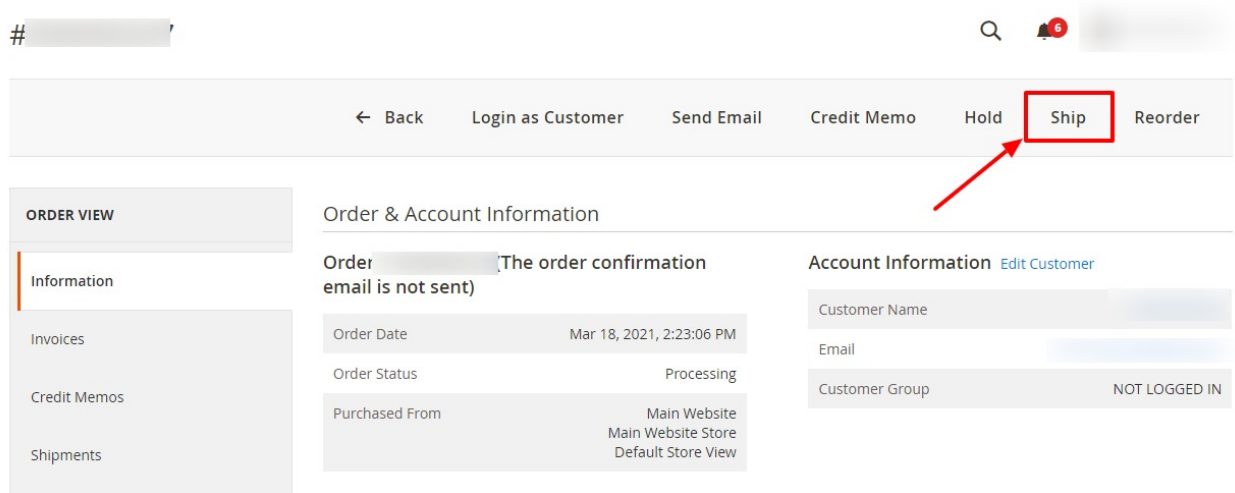 #
6
← Back Login as Customer Send Email Credit Memo Hold Ship Reorder
ORDER VIEW
Information
Invoices
Credit Memos
Shipments
Order & Account Information
Order (The order confirmation
email is not sent)
Order Date Mar 18, 2021, 2:23:06 PM
Order Status Processing
Purchased From Main Website
Main Website Store
Default Store View
Account Information Edit Customer
Customer Name
Email
Customer Group NOT LOGGED IN